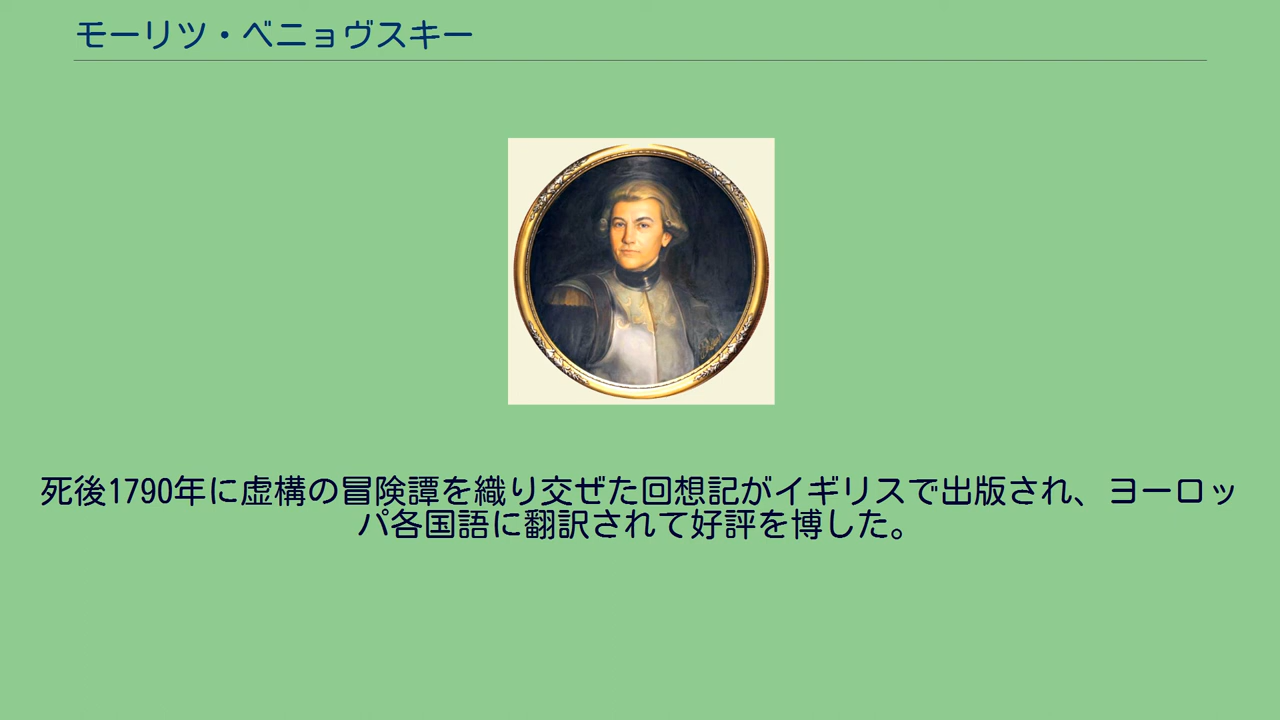 モーリツ・ベニョヴスキー
死後1790年に虚構の冒険譚を織り交ぜた回想記がイギリスで出版され、ヨーロッ
パ各国語に翻訳されて好評を博した。